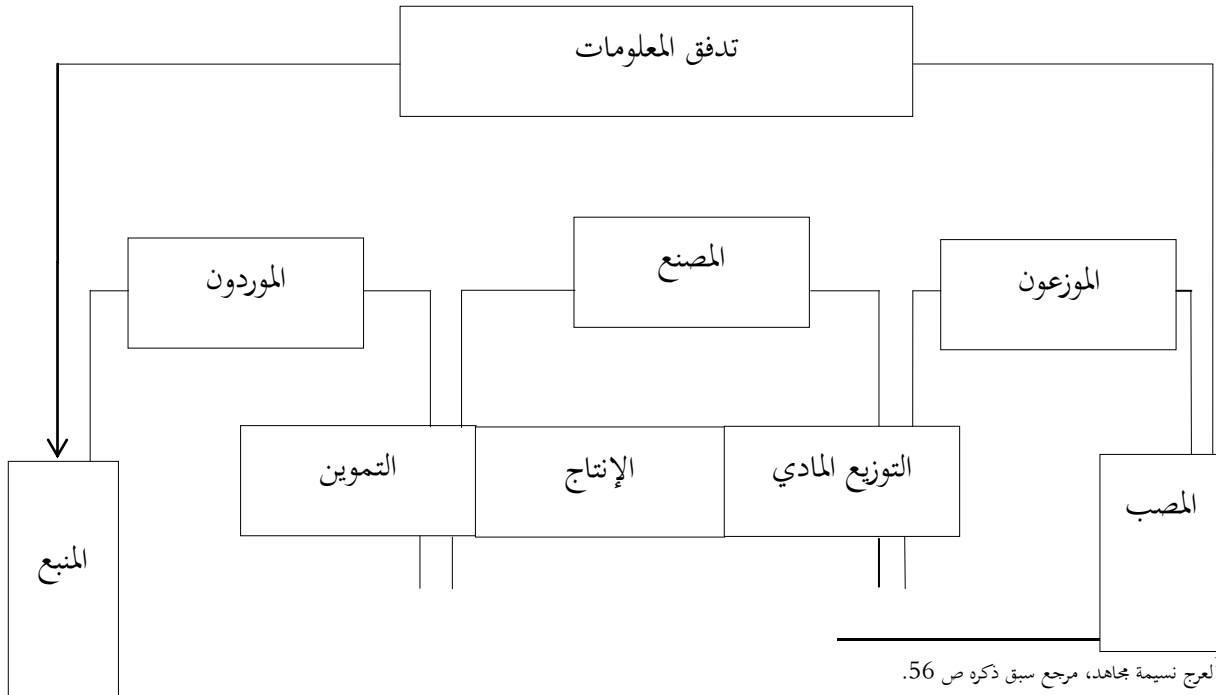 تدفق المعلومات
الموزعون
المصنع
الموردون
المصب
التوزيع المادي
الإنتاج
التموين
المنبع
لعرج نسيمة مجاهد، مرجع سبق ذكره ص 56.